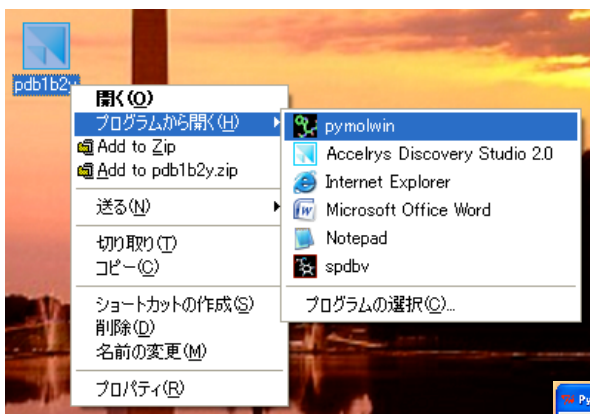 pdb1b2y
開く(O)
プログラムから開く(H)
Add to Zip
Add to pdb1b2y.zip
送る(N)
切り取り(T)
コピー(C)
ショートカットの作成(S)
削除(D)
名前の変更(M)
プロパティ(R)
pymolwin
Accelrys Discovery Studio 2.0
Internet Explorer
Microsoft Office Word
Notepad
spdbv
プログラムの選択(C)...
Py